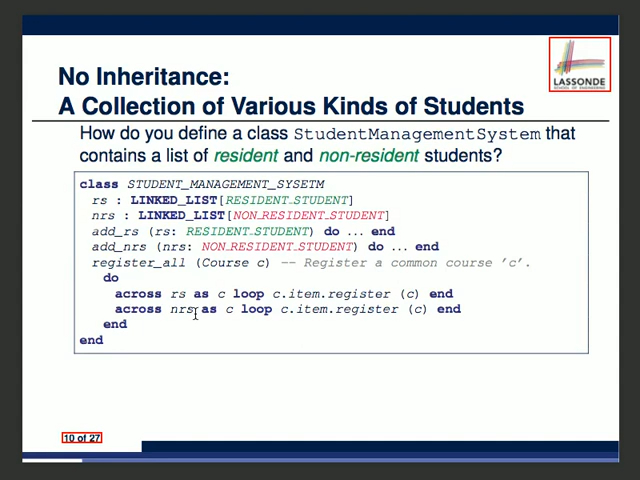 No Inheritance:
A Collection of Various Kinds of Students
LASSONDE
SCHOOL OF ENGINEERING
How do you define a class StudentManagementSystem that
contains a list of resident and non-resident students?
class STUDENT_MANAGEMENT_SYSETM
rs : LINKED_LIST[RESIDENT_STUDENT]
nrs : LINKED_LIST[NON_RESIDENT_STUDENT]
add_rs (rs: RESIDENT_STUDENT) do ... end
add_nrs (nrs: NON_RESIDENT_STUDENT) do ... end
register_all (Course c) -- Register a common course 'c'.
do
across rs as c loop c.item.register (c) end
across nrs as c loop c.item.register (c) end
end
end
10 of 27